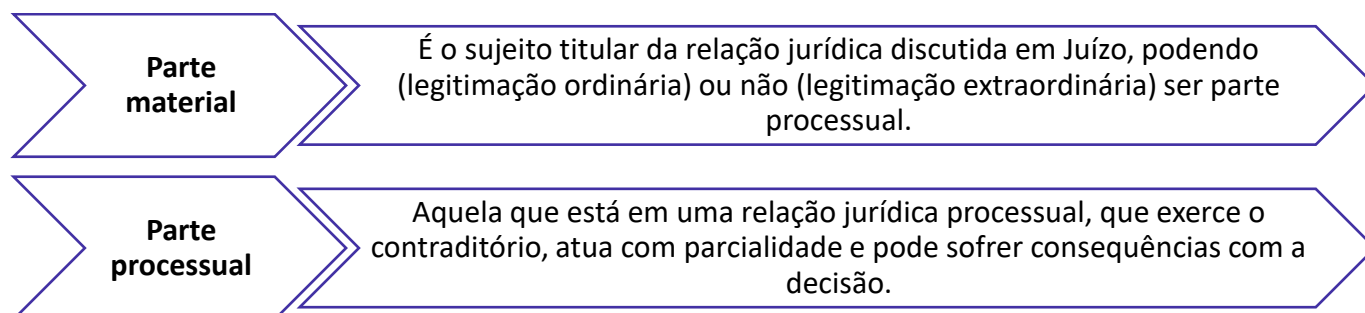 Parte
material
É o sujeito titular da relação jurídica discutida em Juízo, podendo
(legitimação ordinária) ou não (legitimação extraordinária) ser parte
processual.
Parte
processual
Aquela que está em uma relação jurídica processual, que exerce o
contraditório, atua com parcialidade e pode sofrer consequências com a
decisão.